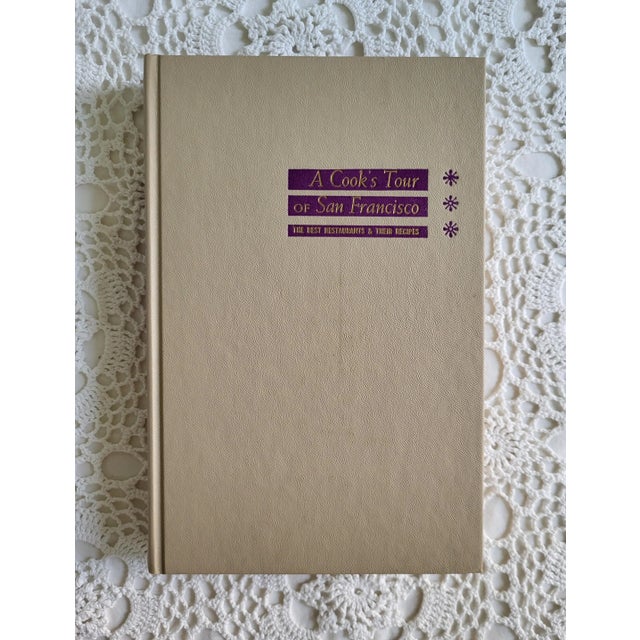 A Cook's Tour
OF San Francisco
THE BEST RESTAURANTS & THEIR RECIPES